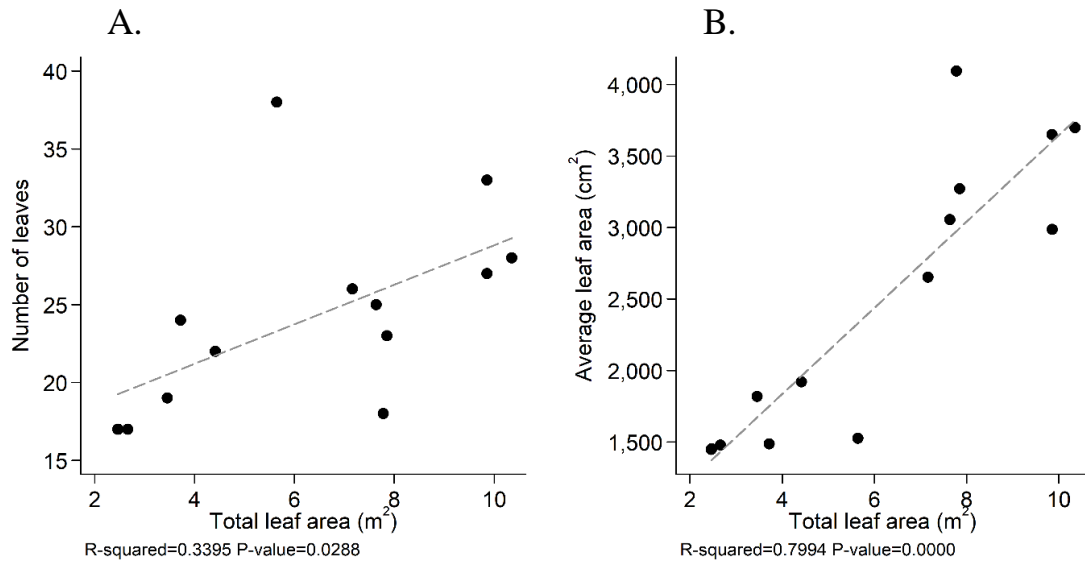 A.
Number of leaves
40
35
30
25
20
15
2 4 6 8 10
Total leaf area (m²)
R-squared=0.3395 P-value=0.0288
B.
Average leaf area (cm²)
4,000
3,500
3,000
2,500
2,000
1,500
2 4 6 8 10
Total leaf area (m²)
R-squared=0.7994 P-value=0.0000